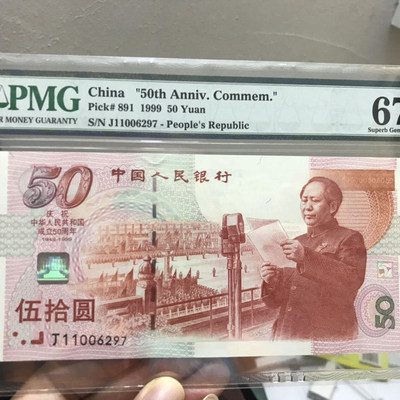 PMG
R MONEY GUARANTY
China "50th Anniv. Commem."
Pick# 891 1999 50 Yuan
S/N J11006297 - People's Republic
67
Superb Gem
50
中国人民银行
庆祝
中华人民共和国
成立50周年
1949-1999
伍拾圆
J11006297
50